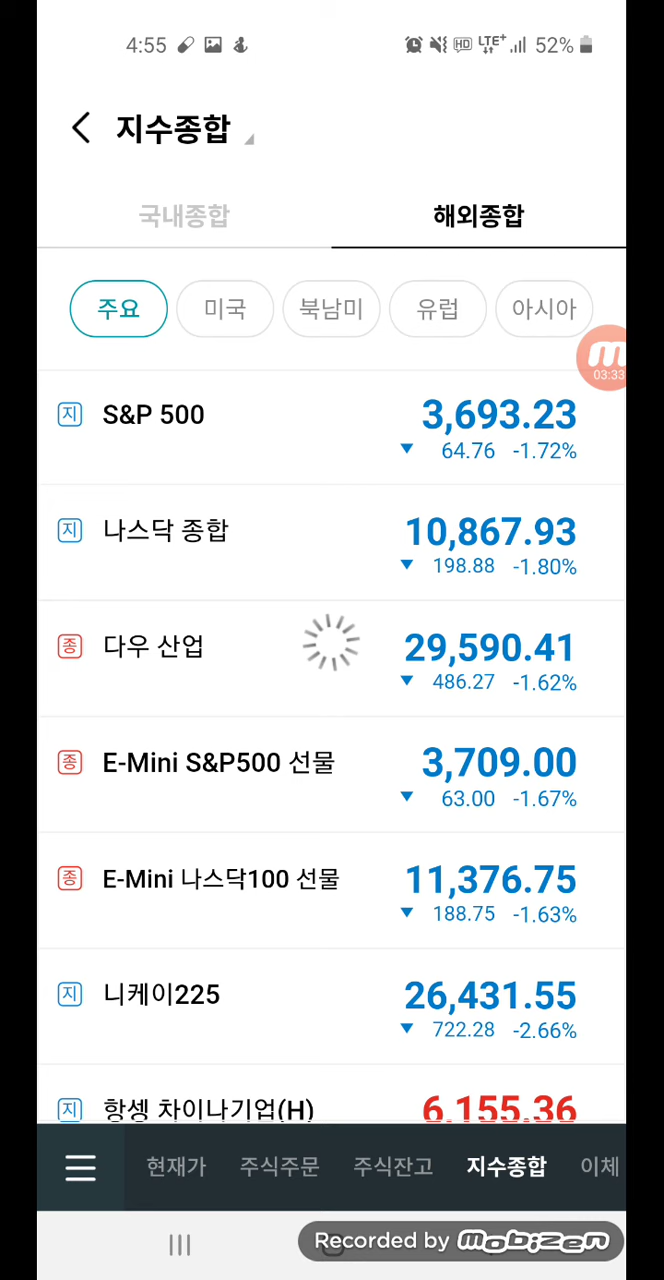 4:55 HD LTE+ 52%
지수종합
국내종합 해외종합
주요 미국 북남미 유럽 아시아
03:33
지 S&P 500 3,693.23
▼ 64.76 -1.72%
지 나스닥 종합 10,867.93
▼ 198.88 -1.80%
종 다우 산업 29,590.41
▼ 486.27 -1.62%
종 E-Mini S&P500 선물 3,709.00
▼ 63.00 -1.67%
종 E-Mini 나스닥100 선물 11,376.75
▼ 188.75 -1.63%
지 니케이225 26,431.55
▼ 722.28 -2.66%
지 항셍 차이나기업(H) 6,155.36
현재가 주식주문 주식잔고 지수종합 이체
Recorded by mobizen